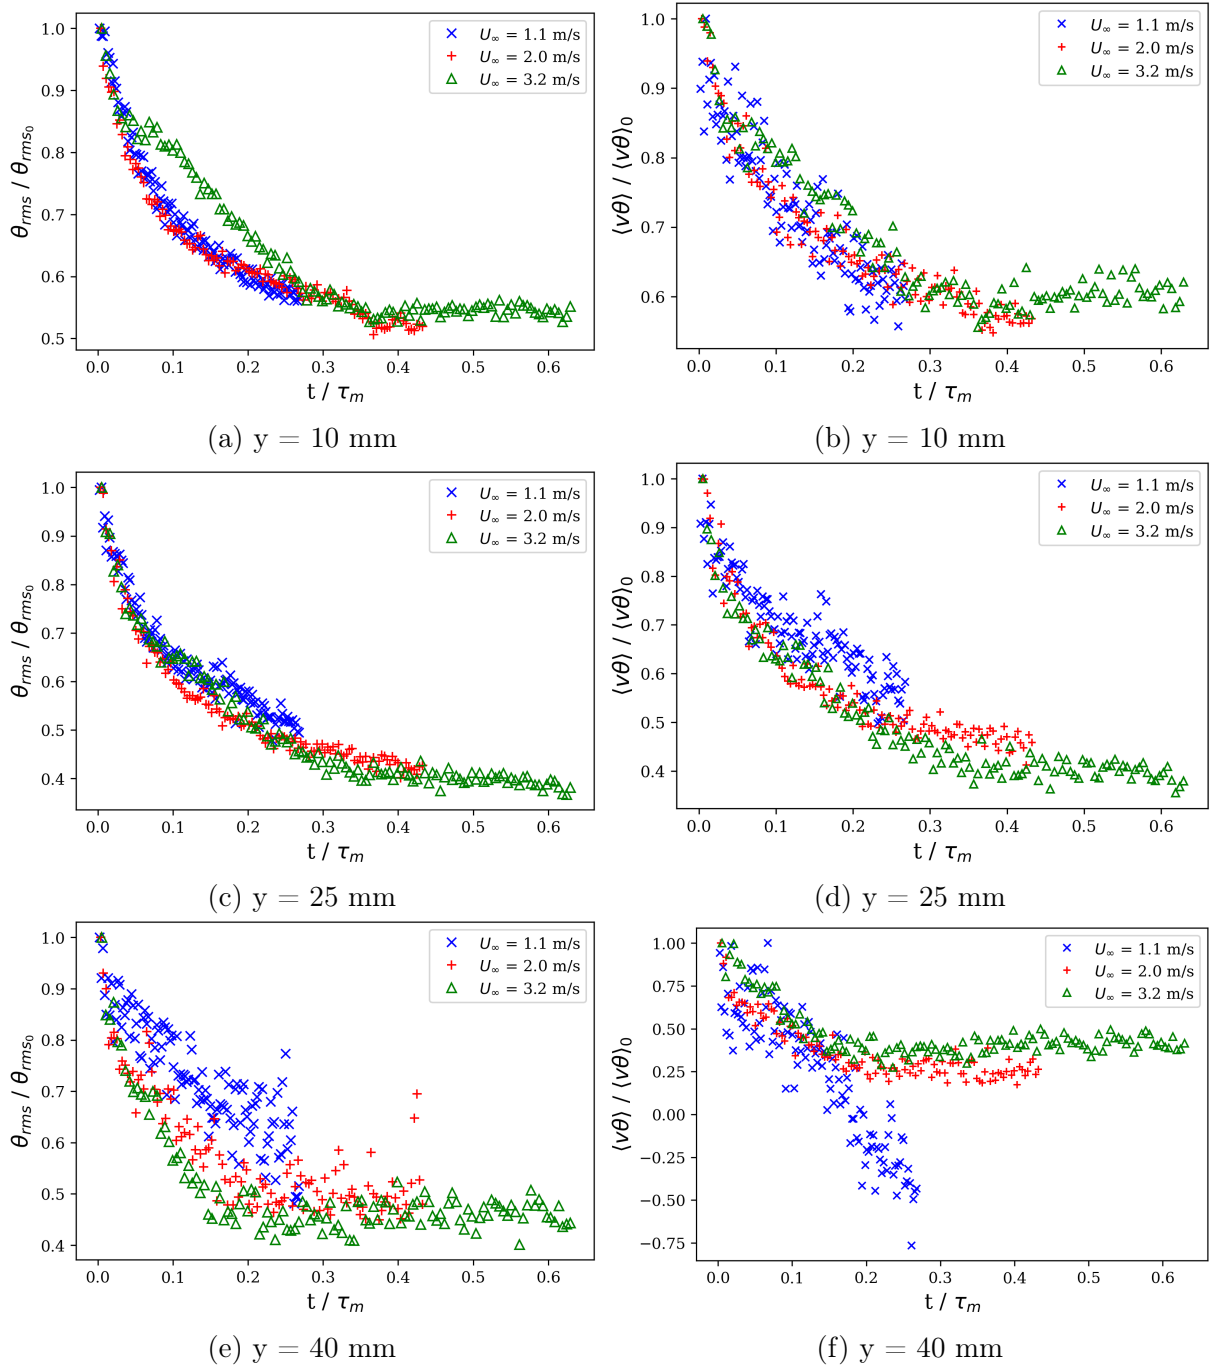 1.0
0.9
0.8
0.7
0.6
0.5
θrms / θrms₀
0.0 0.1 0.2 0.3 0.4 0.5 0.6
t / τₘ
U∞ = 1.1 m/s
U∞ = 2.0 m/s
U∞ = 3.2 m/s
(a) y = 10 mm
1.0
0.9
0.8
0.7
0.6
⟨vθ⟩ / ⟨vθ⟩₀
0.0 0.1 0.2 0.3 0.4 0.5 0.6
t / τₘ
U∞ = 1.1 m/s
U∞ = 2.0 m/s
U∞ = 3.2 m/s
(b) y = 10 mm
1.0
0.9
0.8
0.7
0.6
0.5
0.4
θrms / θrms₀
0.0 0.1 0.2 0.3 0.4 0.5 0.6
t / τₘ
U∞ = 1.1 m/s
U∞ = 2.0 m/s
U∞ = 3.2 m/s
(c) y = 25 mm
1.0
0.9
0.8
0.7
0.6
0.5
0.4
⟨vθ⟩ / ⟨vθ⟩₀
0.0 0.1 0.2 0.3 0.4 0.5 0.6
t / τₘ
U∞ = 1.1 m/s
U∞ = 2.0 m/s
U∞ = 3.2 m/s
(d) y = 25 mm
1.0
0.9
0.8
0.7
0.6
0.5
0.4
θrms / θrms₀
0.0 0.1 0.2 0.3 0.4 0.5 0.6
t / τₘ
U∞ = 1.1 m/s
U∞ = 2.0 m/s
U∞ = 3.2 m/s
(e) y = 40 mm
1.00
0.75
0.50
0.25
0.00
−0.25
−0.50
−0.75
⟨vθ⟩ / ⟨vθ⟩₀
0.0 0.1 0.2 0.3 0.4 0.5 0.6
t / τₘ
U∞ = 1.1 m/s
U∞ = 2.0 m/s
U∞ = 3.2 m/s
(f) y = 40 mm